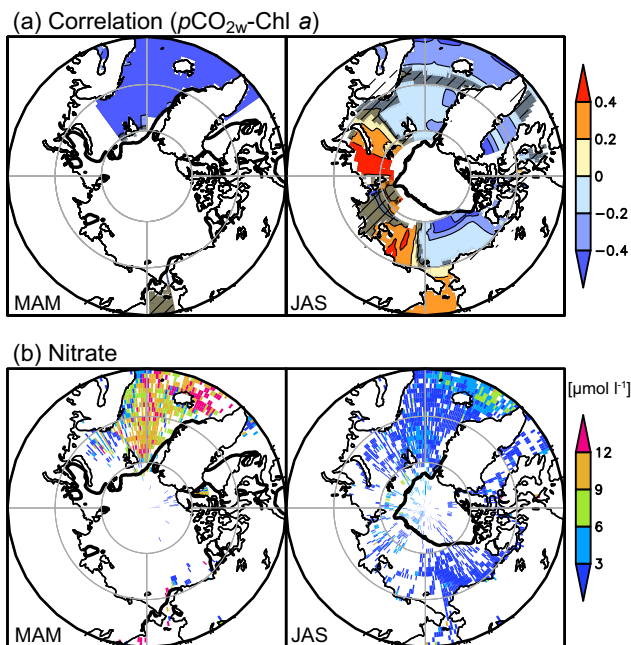 (a) Correlation (pCO2w-Chl a)
MAM
JAS
0.4
0.2
0
−0.2
−0.4
(b) Nitrate
[µmol l-1]
MAM
JAS
12
9
6
3